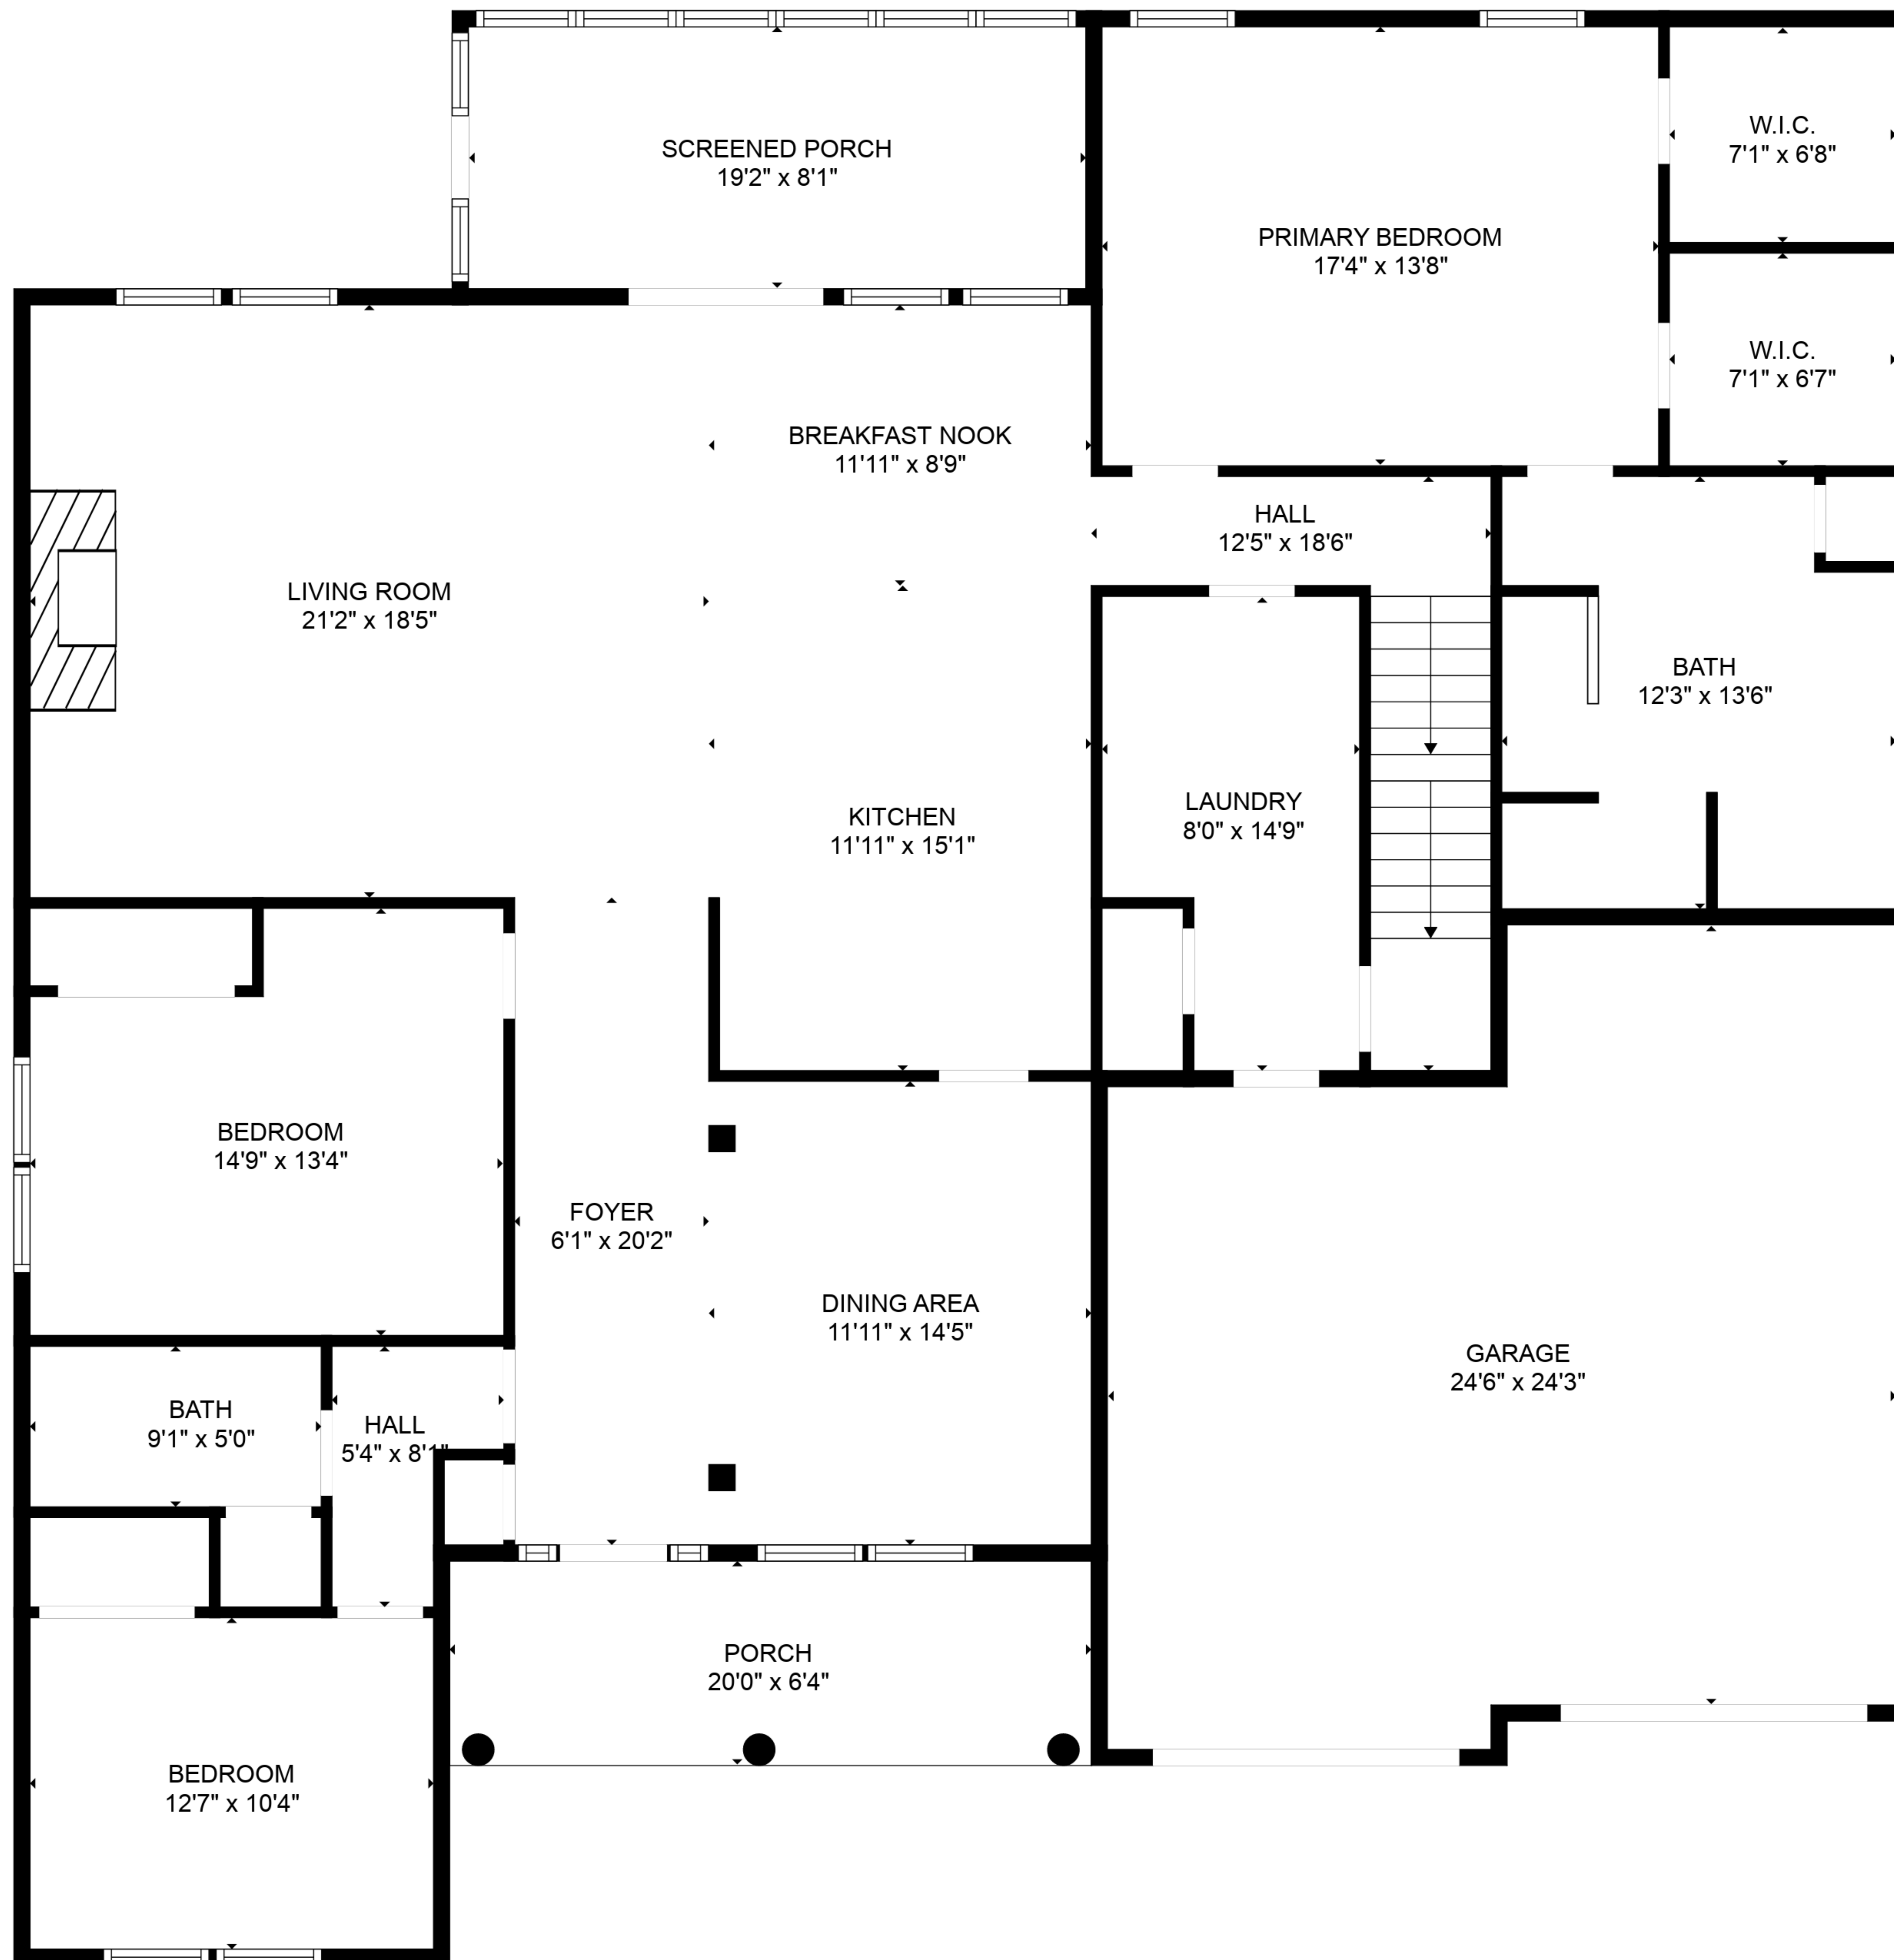 SCREENED PORCH
19'2" x 8'1"
W.I.C.
7'1" x 6'8"
PRIMARY BEDROOM
17'4" x 13'8"
W.I.C.
7'1" x 6'7"
BREAKFAST NOOK
11'11" x 8'9"
HALL
12'5" x 18'6"
LIVING ROOM
21'2" x 18'5"
BATH
12'3" x 13'6"
KITCHEN
11'11" x 15'1"
LAUNDRY
8'0" x 14'9"
BEDROOM
14'9" x 13'4"
FOYER
6'1" x 20'2"
DINING AREA
11'11" x 14'5"
GARAGE
24'6" x 24'3"
BATH
9'1" x 5'0"
HALL
5'4" x 8'1"
PORCH
20'0" x 6'4"
BEDROOM
12'7" x 10'4"